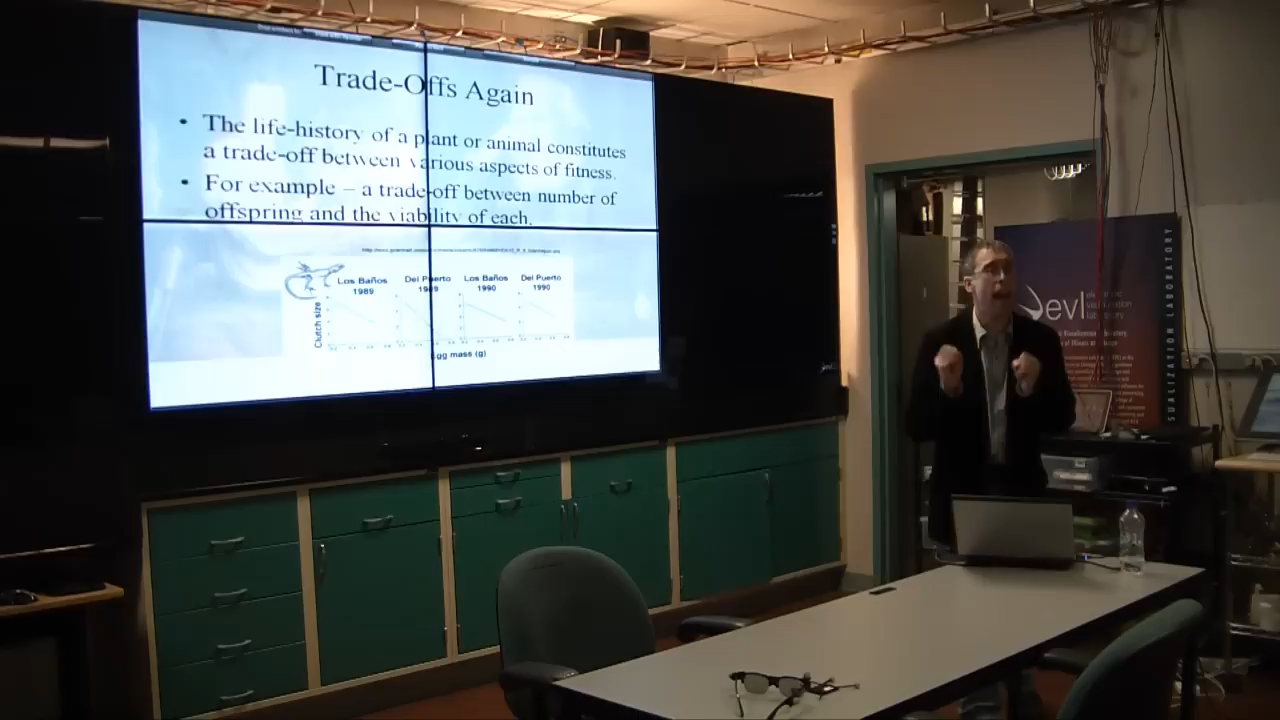 Trade-Offs Again
• The life-history of a plant or animal constitutes
a trade-off between various aspects of fitness.
• For example – a trade-off between number of
offspring and the viability of each.
Los Baños
1989
Del Puerto
1989
Los Baños
1990
Del Puerto
1990
Clutch size
Egg mass (g)
evl
UALIZATION LABORATORY